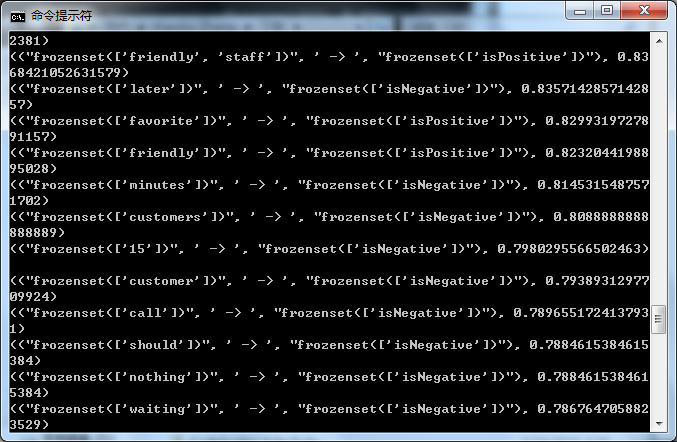 命令提示符
2381)
(("frozenset(['friendly', 'staff'])", ' -> ', "frozenset(['isPositive'])"), 0.83
68421052631579)
(("frozenset(['later'])", ' -> ', "frozenset(['isNegative'])"), 0.83571428571428
57)
(("frozenset(['favorite'])", ' -> ', "frozenset(['isPositive'])"), 0.82993197278
91157)
(("frozenset(['friendly'])", ' -> ', "frozenset(['isPositive'])"), 0.82320441988
95028)
(("frozenset(['minutes'])", ' -> ', "frozenset(['isNegative'])"), 0.814531548757
1702)
(("frozenset(['customers'])", ' -> ', "frozenset(['isNegative'])"), 0.8088888888
888889)
(("frozenset(['15'])", ' -> ', "frozenset(['isNegative'])"), 0.7980295566502463)
(("frozenset(['customer'])", ' -> ', "frozenset(['isNegative'])"), 0.79389312977
09924)
(("frozenset(['call'])", ' -> ', "frozenset(['isNegative'])"), 0.789655172413793
1)
(("frozenset(['should'])", ' -> ', "frozenset(['isNegative'])"), 0.7884615384615
384)
(("frozenset(['nothing'])", ' -> ', "frozenset(['isNegative'])"), 0.788461538461
5384)
(("frozenset(['waiting'])", ' -> ', "frozenset(['isNegative'])"), 0.786764705882
3529)